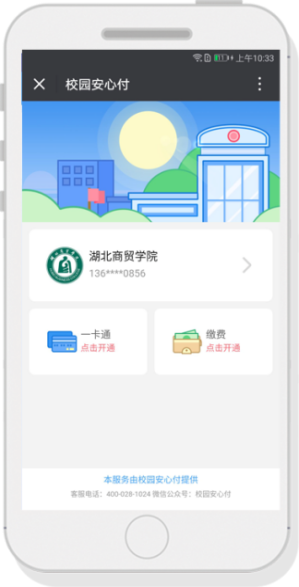 上午10:33
校园安心付
湖北商贸学院
136****0856
一卡通
点击开通
缴费
点击开通
本服务由校园安心付提供
客服电话：400-028-1024 微信公众号：校园安心付